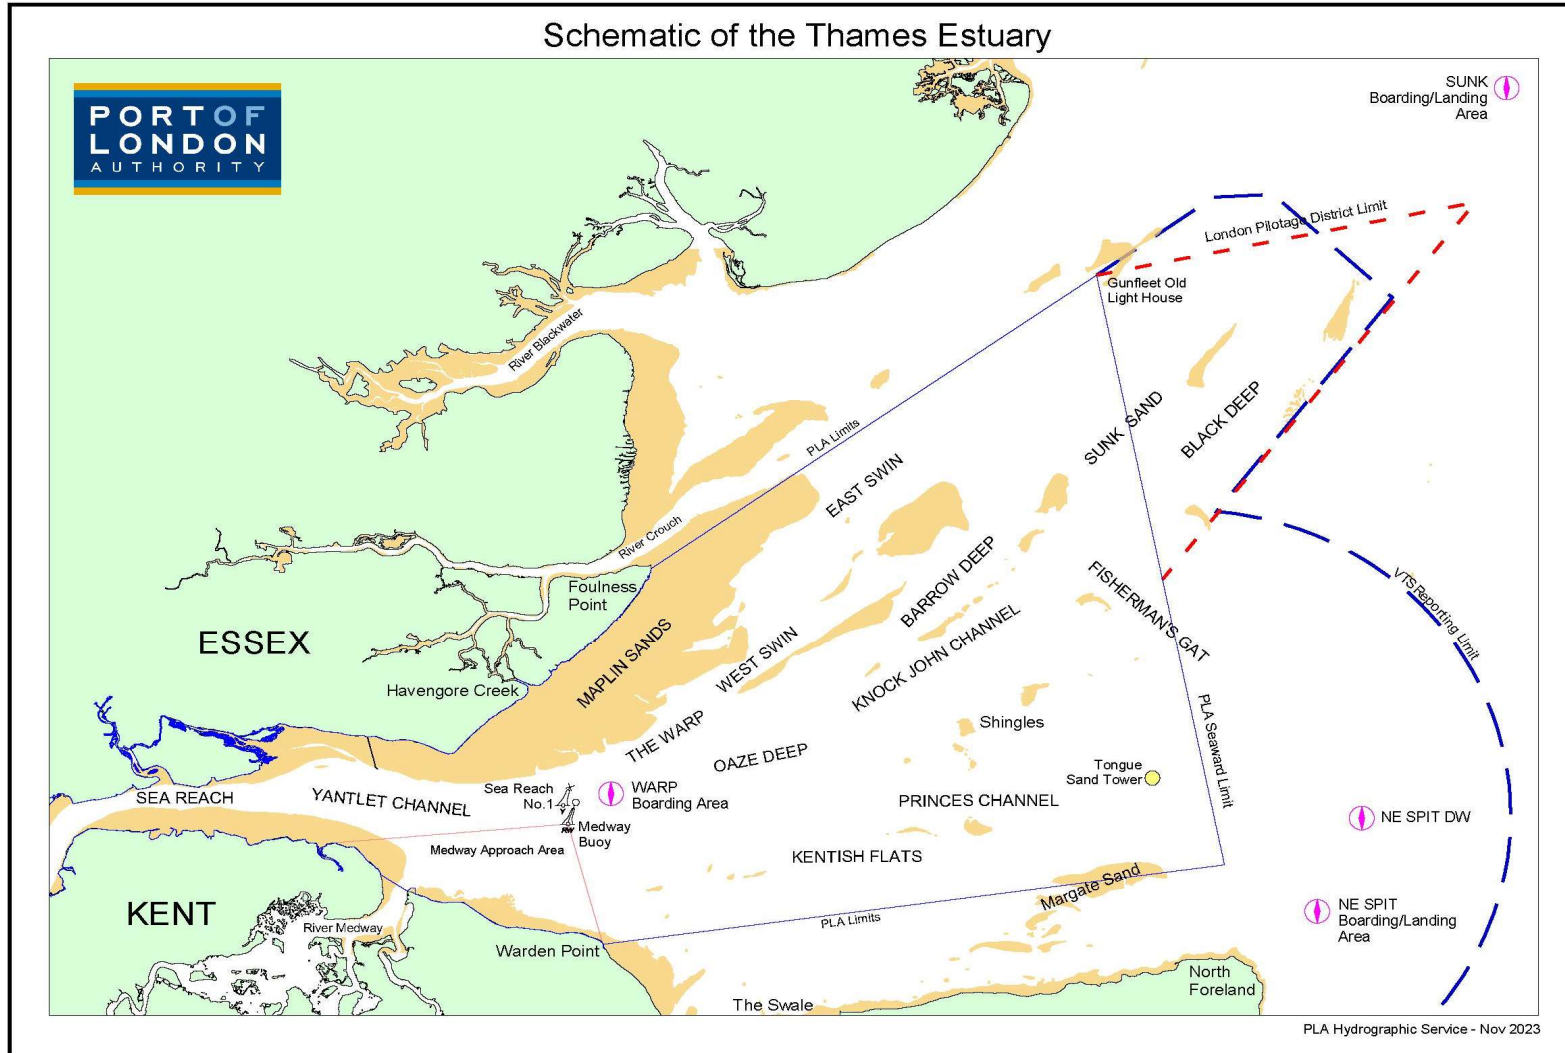 Schematic of the Thames Estuary
PORT OF
LONDON
AUTHORITY
SUNK
Boarding/Landing
Area
London Pilotage District Limit
Gunfleet Old
Light House
River Blackwater
PLA Limits
SUNK SAND
BLACK DEEP
EAST SWIN
River Crouch
BARROW DEEP
FISHERMAN'S GAT
VTS Reporting Limit
Foulness
Point
ESSEX
MAPLIN SANDS
WEST SWIN
KNOCK JOHN CHANNEL
Havengore Creek
THE WARP
OAZE DEEP
Shingles
PLA Seaward Limit
Tongue
Sand Tower
SEA REACH
YANTLET CHANNEL
Sea Reach
No.1
WARP
Boarding Area
PRINCES CHANNEL
NE SPIT DW
RW
Medway
Buoy
Medway Approach Area
KENTISH FLATS
Margate Sand
KENT
River Medway
PLA Limits
NE SPIT
Boarding/Landing
Area
Warden Point
North
Foreland
The Swale
PLA Hydrographic Service - Nov 2023